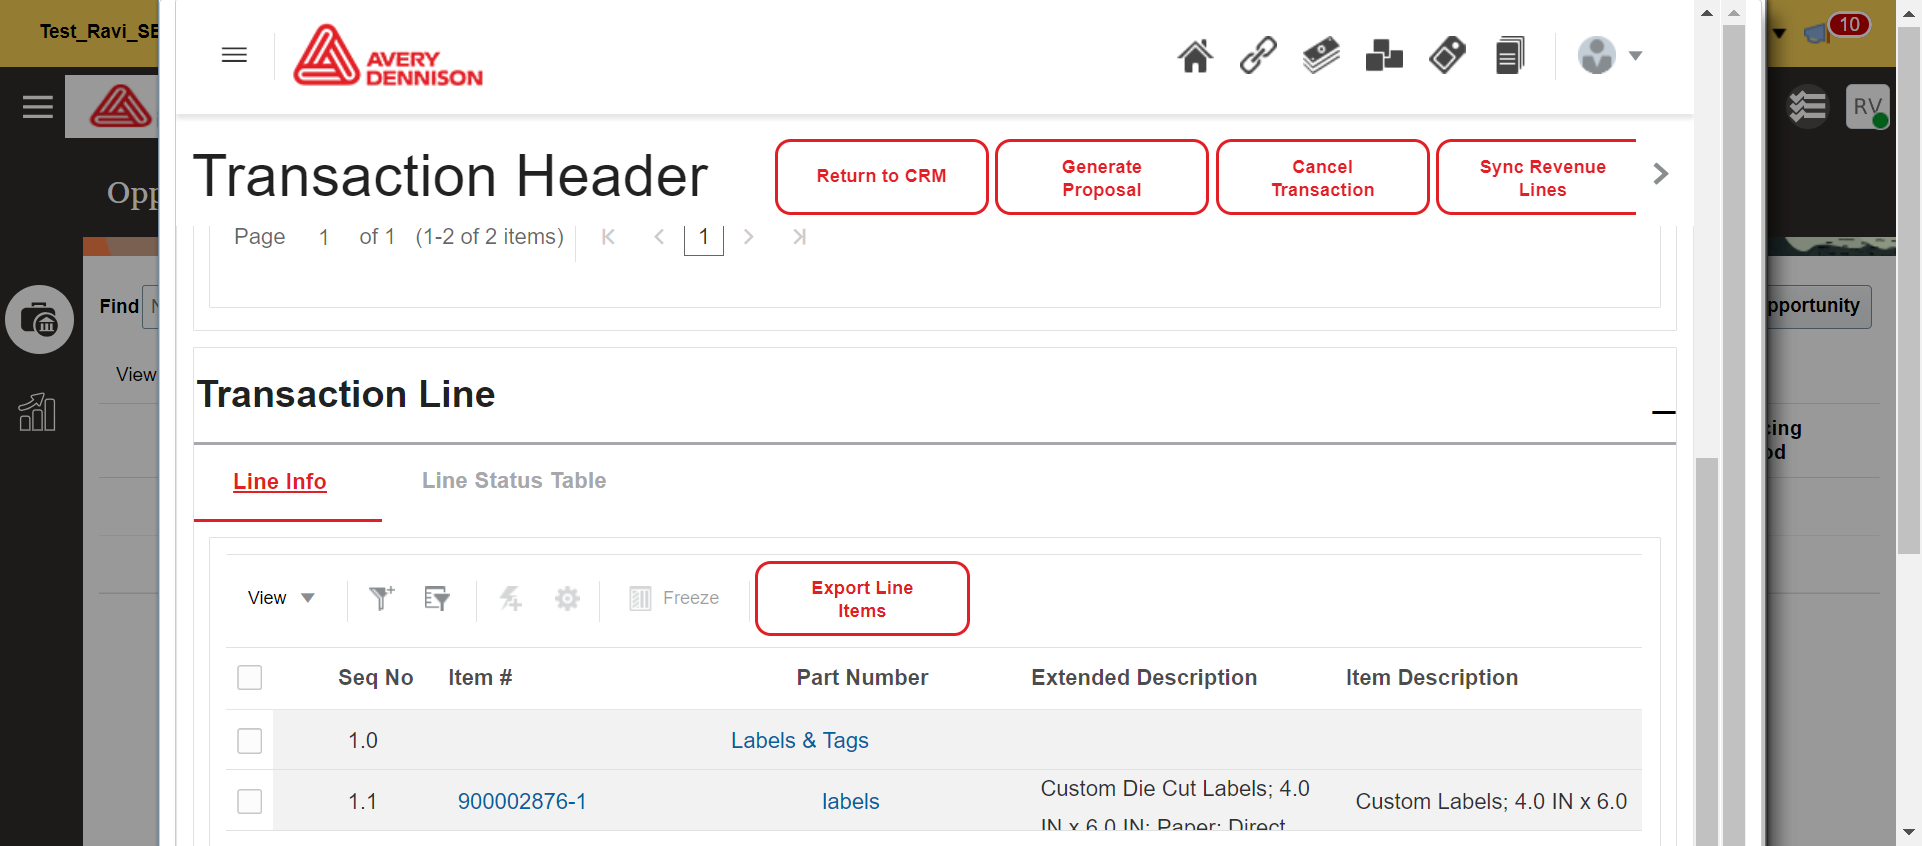 Test_Ravi_SE
10
AVERY
DENNISON
RV
Opp
Transaction Header
Return to CRM
Generate
Proposal
Cancel
Transaction
Sync Revenue
Lines
Page 1 of 1 (1-2 of 2 items) 1
Find N
pportunity
View
Transaction Line
cing
od
Line Info
Line Status Table
View
Freeze
Export Line
Items
Seq No Item # Part Number Extended Description Item Description
1.0 Labels & Tags
1.1 900002876-1 labels Custom Die Cut Labels; 4.0 Custom Labels; 4.0 IN x 6.0
IN x 6.0 IN; Paper; Direct